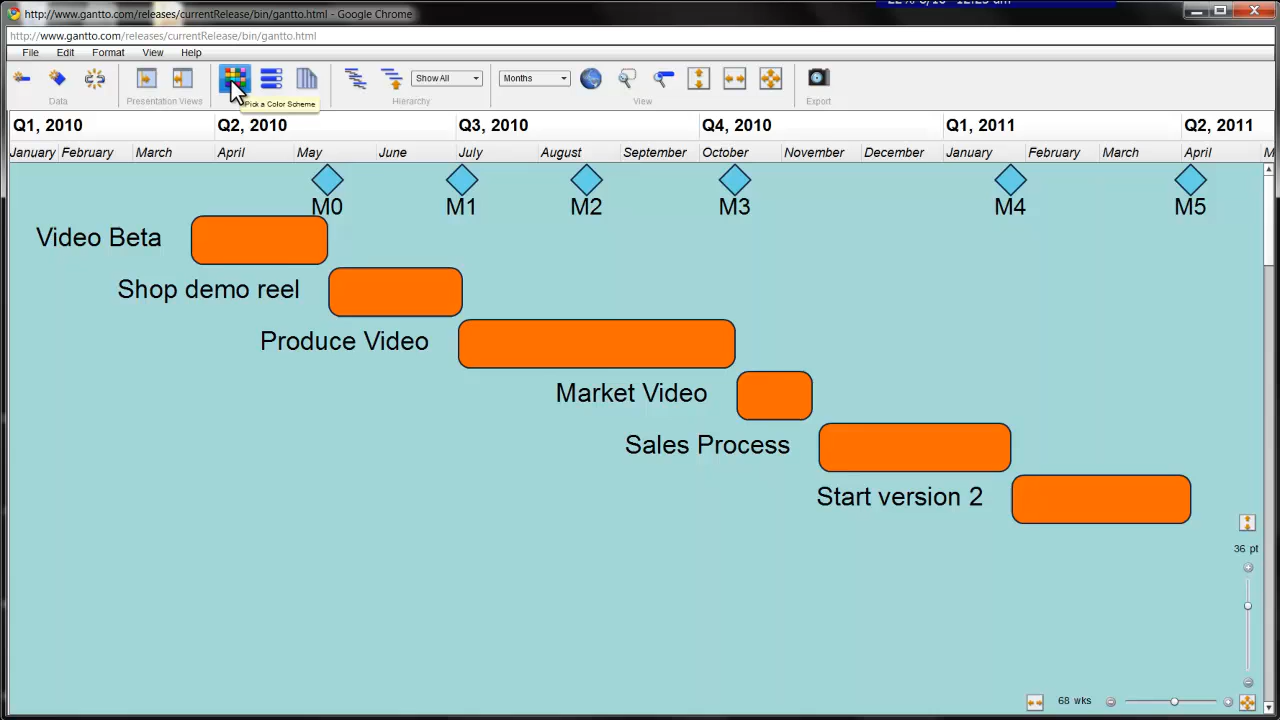 http://www.gantto.com/releases/currentRelease/bin/gantto.html - Google Chrome
http://www.gantto.com/releases/currentRelease/bin/gantto.html
File Edit Format View Help
Show All Months
Data Presentation Views Hierarchy View Export
Pick a Color Scheme
Q1, 2010 Q2, 2010 Q3, 2010 Q4, 2010 Q1, 2011 Q2, 2011
January February March April May June July August September October November December January February March April M
M0 M1 M2 M3 M4 M5
Video Beta
Shop demo reel
Produce Video
Market Video
Sales Process
Start version 2
36 pt
68 wks